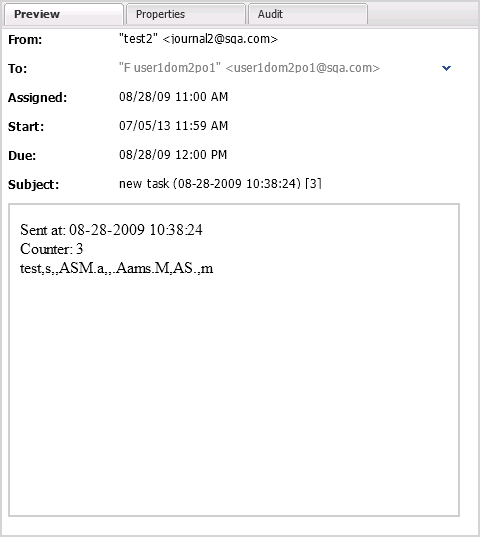 Preview Properties Audit
From: "test2" <journal2@sqa.com>
To: "F user1dom2po1" <user1dom2po1@sqa.com>
Assigned: 08/28/09 11:00 AM
Start: 07/05/13 11:59 AM
Due: 08/28/09 12:00 PM
Subject: new task (08-28-2009 10:38:24) [3]
Sent at: 08-28-2009 10:38:24
Counter: 3
test,s,,ASM.a,,.Aams.M,AS.,m